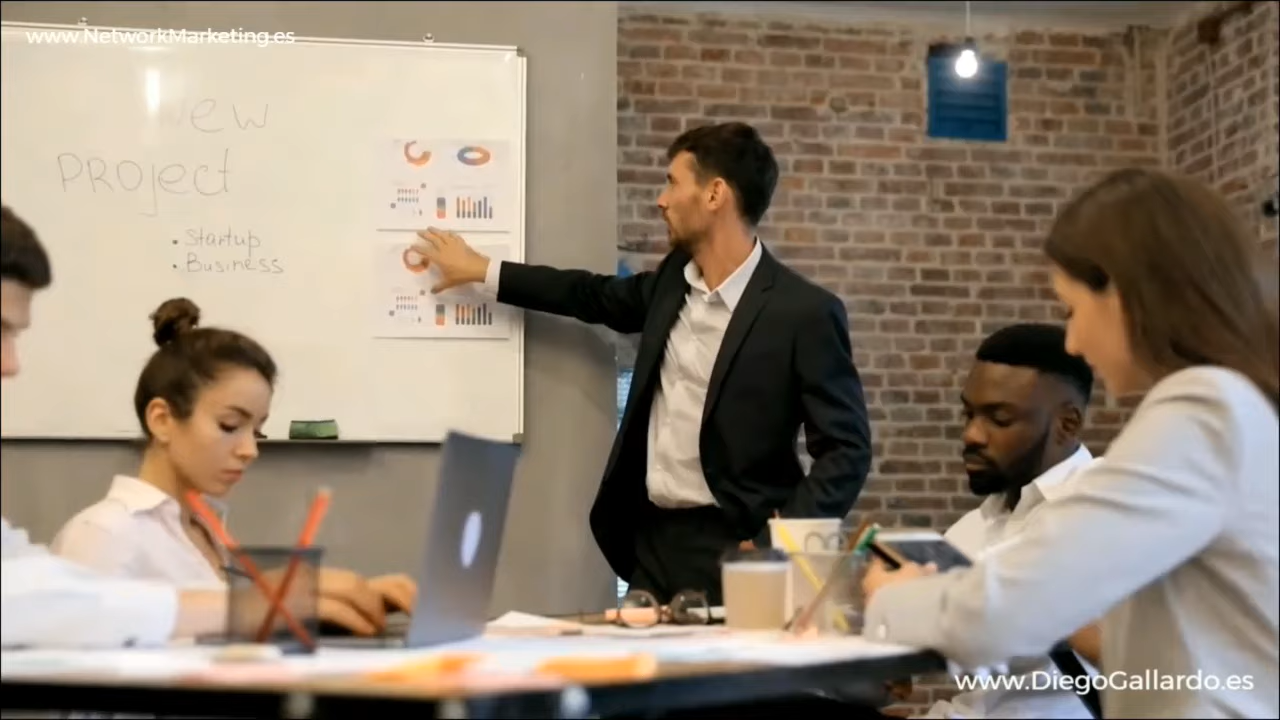 www.NetworkMarketing.es
ew
PROject
• Startup
• Business
www.DiegoGallardo.es